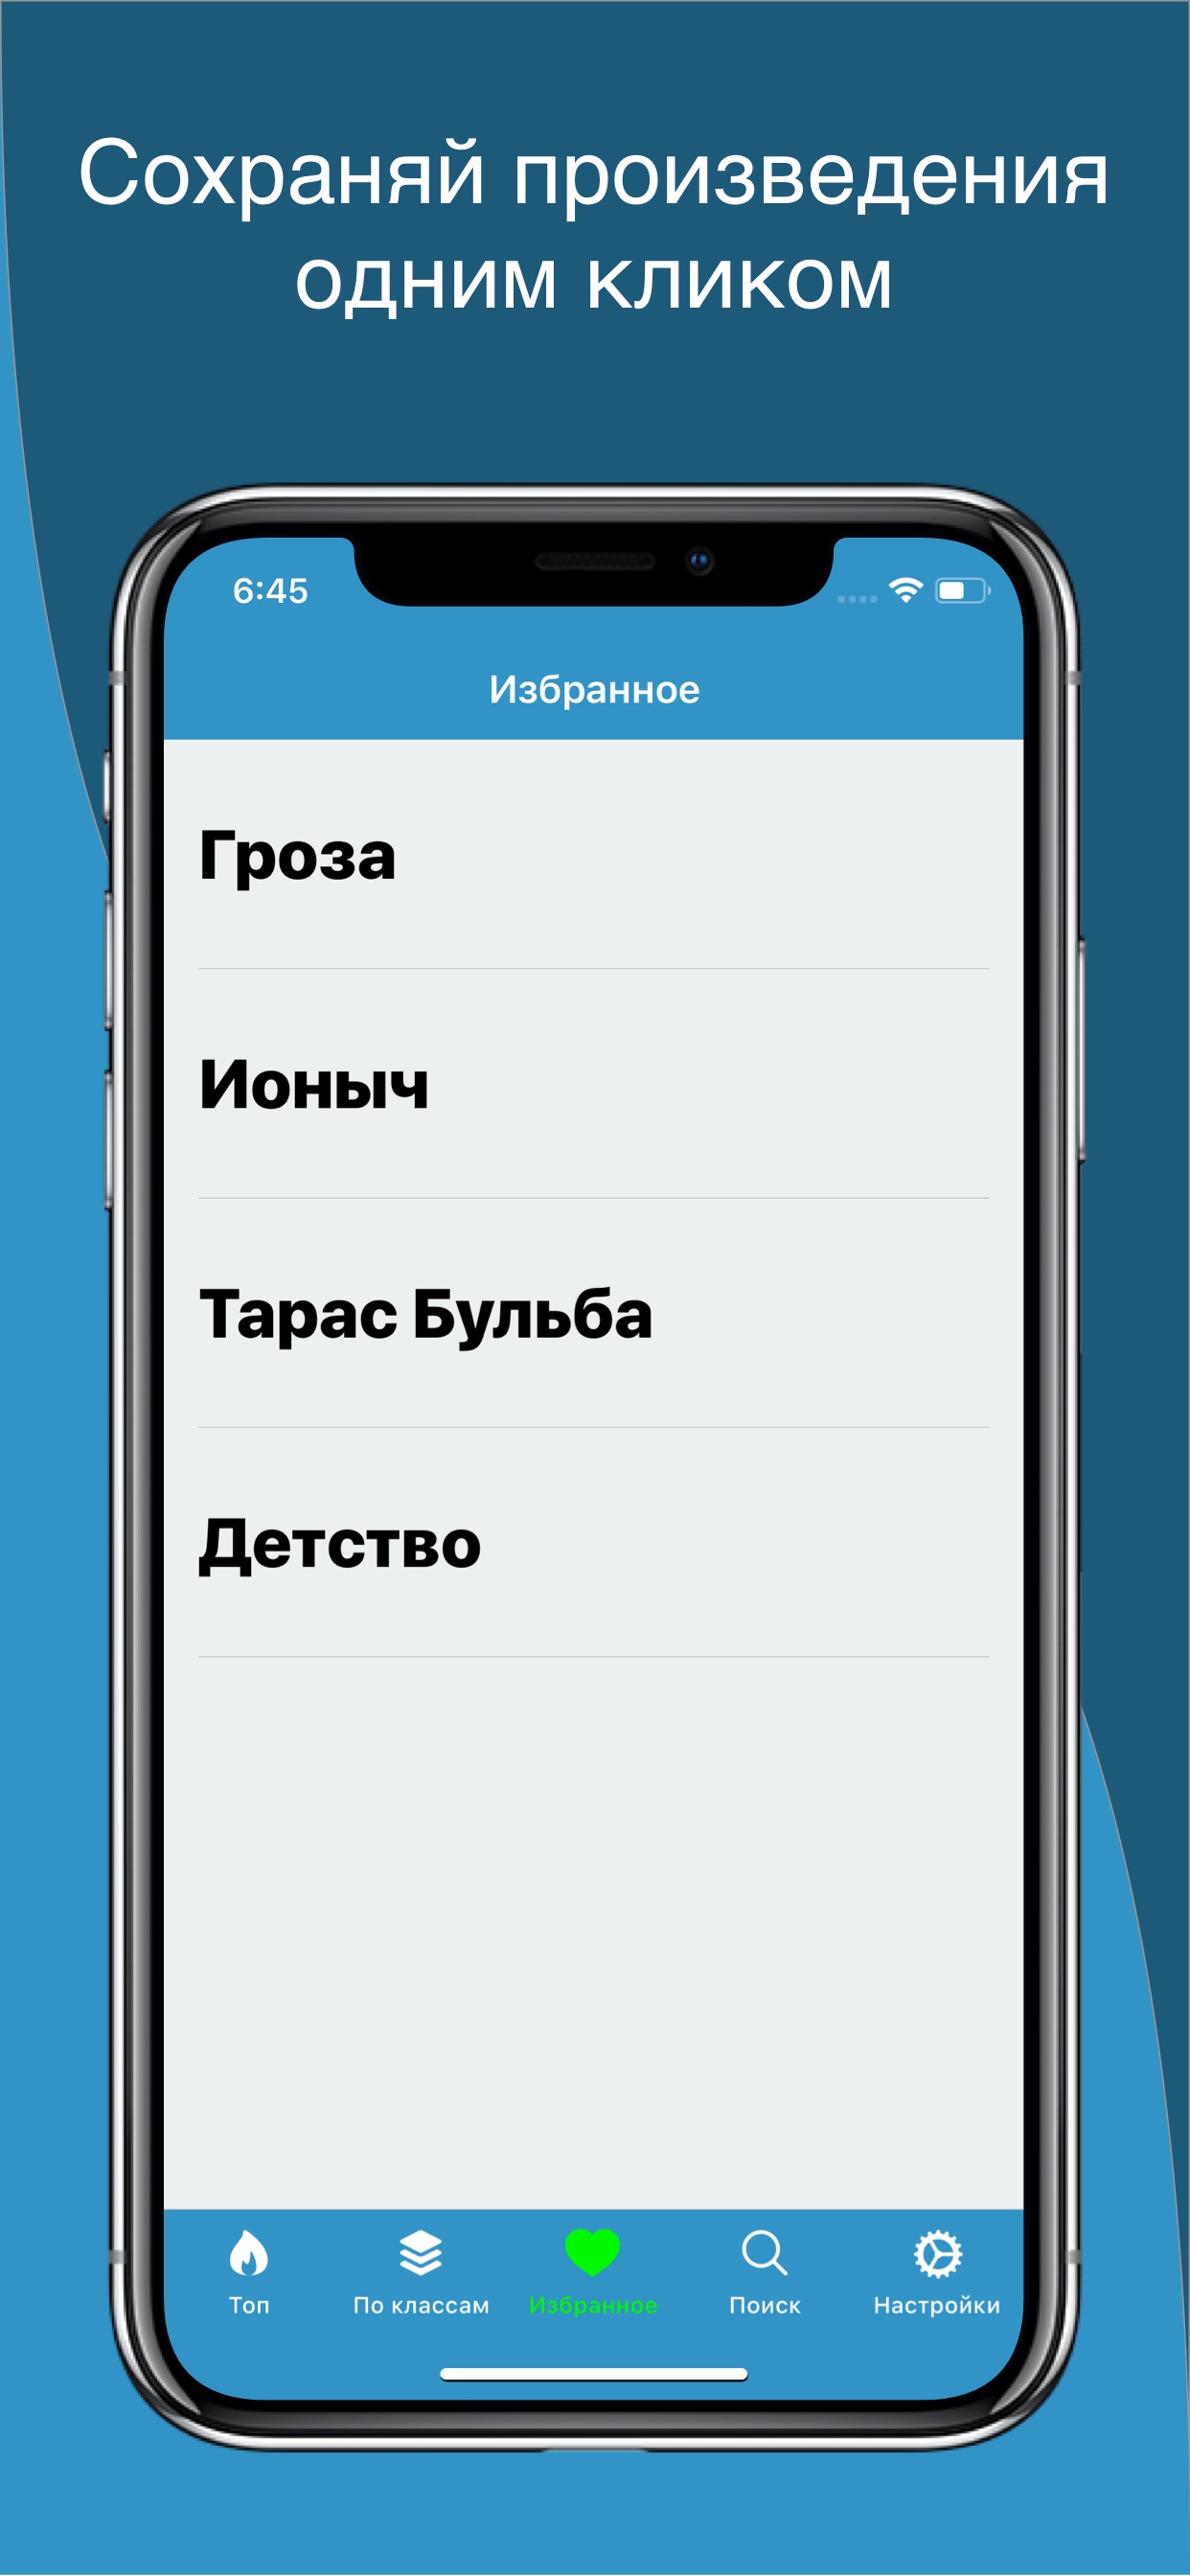 Сохраняй произведения
одним кликом
6:45
Избранное
Гроза
Ионыч
Тарас Бульба
Детство
Топ
По классам
Избранное
Поиск
Настройки